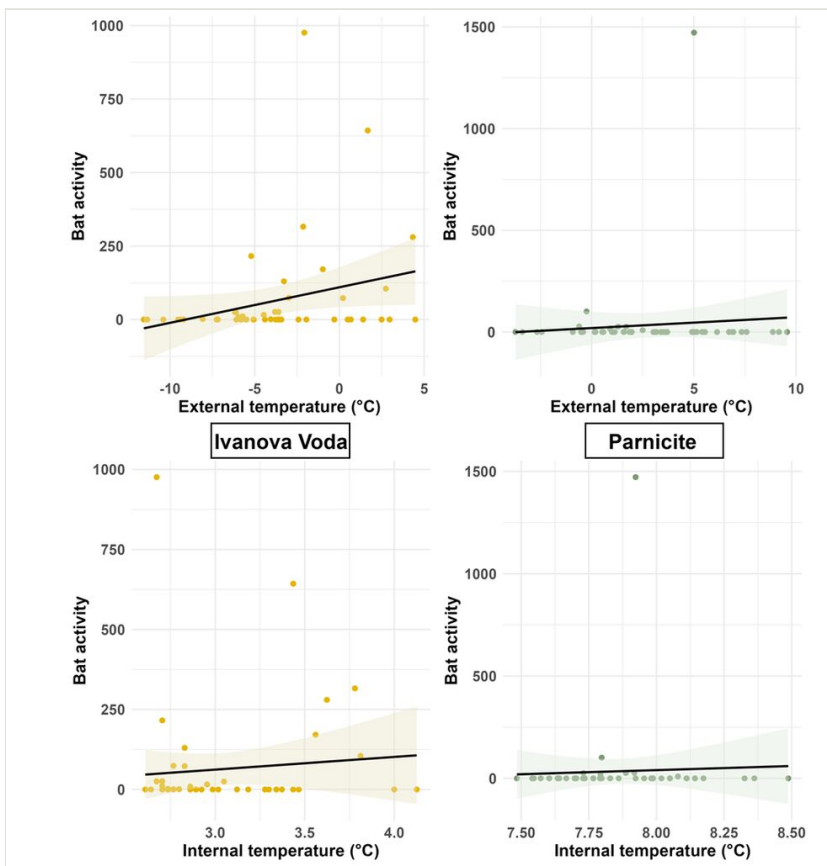 1000
750
500
250
0
Bat activity
-10 -5 0 5
External temperature (°C)
1500
1000
500
0
Bat activity
0 5 10
External temperature (°C)
Ivanova Voda
Parnicite
1000
750
500
250
0
Bat activity
3.0 3.5 4.0
Internal temperature (°C)
1500
1000
500
0
Bat activity
7.50 7.75 8.00 8.25 8.50
Internal temperature (°C)